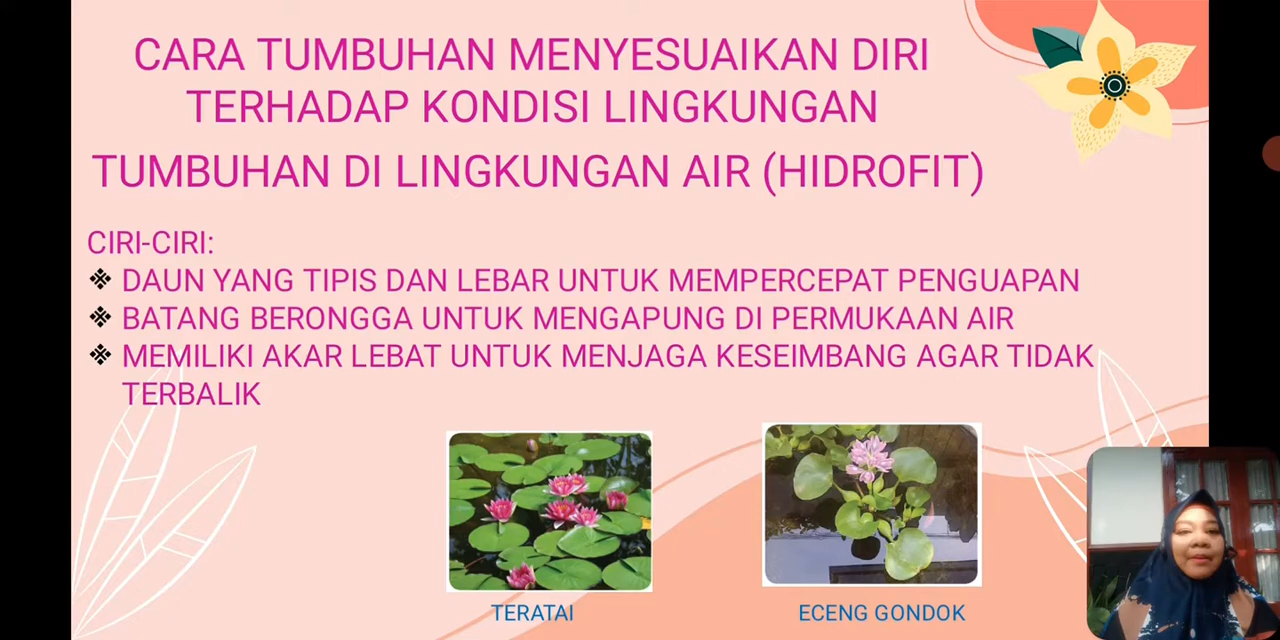 CARA TUMBUHAN MENYESUAIKAN DIRI
TERHADAP KONDISI LINGKUNGAN
TUMBUHAN DI LINGKUNGAN AIR (HIDROFIT)
CIRI-CIRI:
❖ DAUN YANG TIPIS DAN LEBAR UNTUK MEMPERCEPAT PENGUAPAN
❖ BATANG BERONGGA UNTUK MENGAPUNG DI PERMUKAAN AIR
❖ MEMILIKI AKAR LEBAT UNTUK MENJAGA KESEIMBANG AGAR TIDAK
TERBALIK
TERATAI
ECENG GONDOK